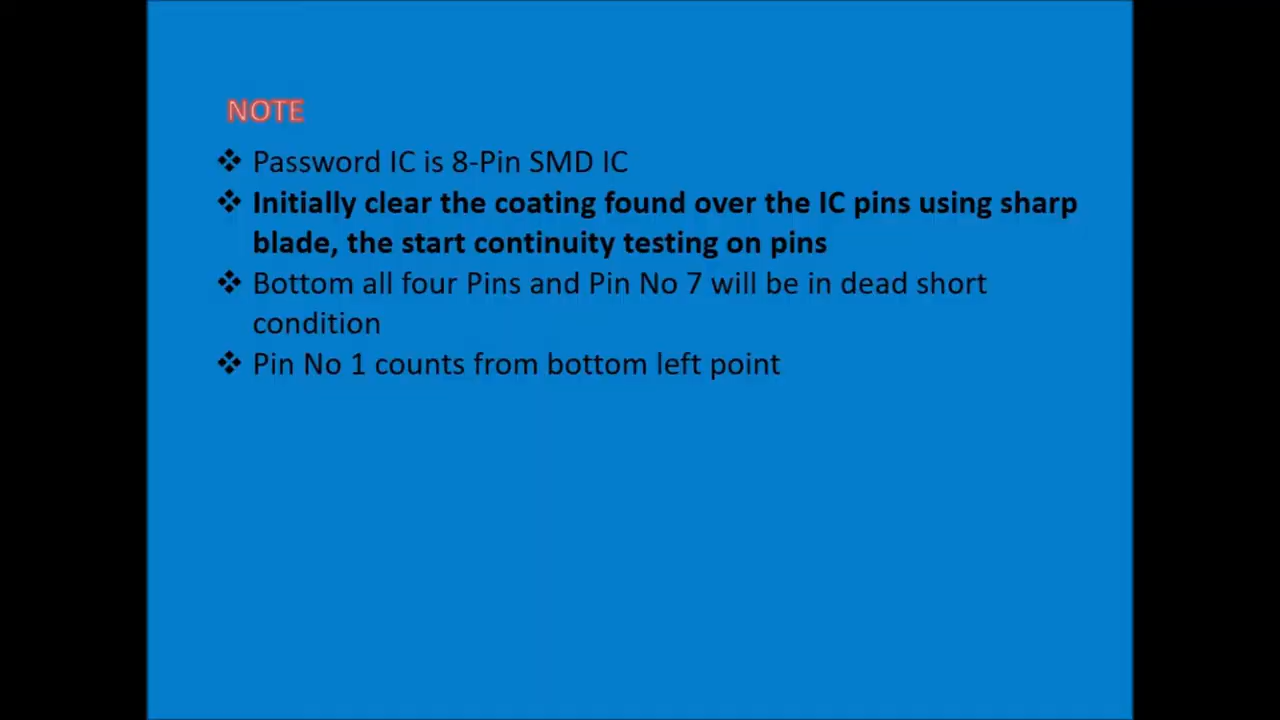 NOTE
❖ Password IC is 8-Pin SMD IC
❖ Initially clear the coating found over the IC pins using sharp
blade, the start continuity testing on pins
❖ Bottom all four Pins and Pin No 7 will be in dead short
condition
❖ Pin No 1 counts from bottom left point